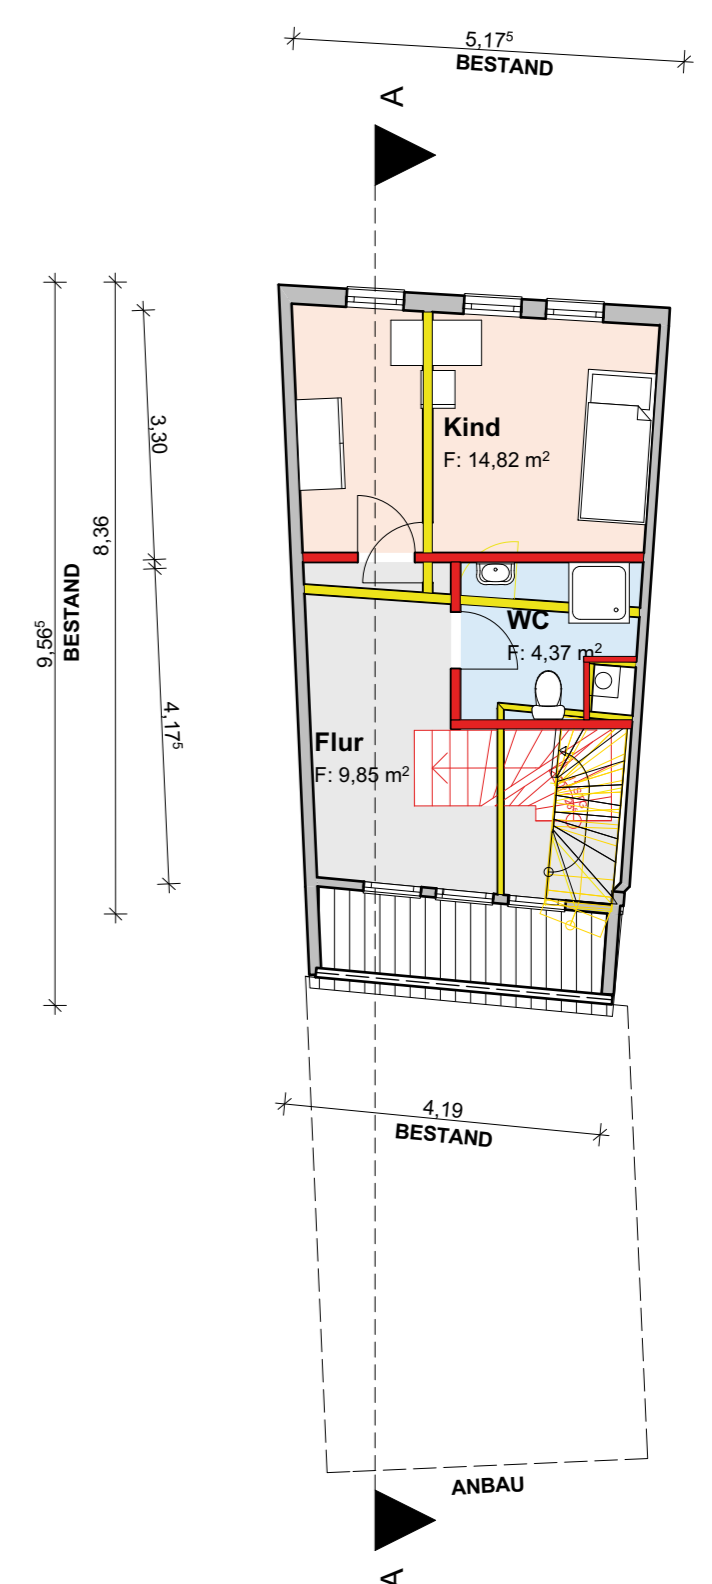 5,17⁵
BESTAND
A
3,30
8,36
9,56⁵
BESTAND
4,17⁵
Kind
F: 14,82 m²
WC
F: 4,37 m²
Flur
F: 9,85 m²
4,19
BESTAND
ANBAU
A